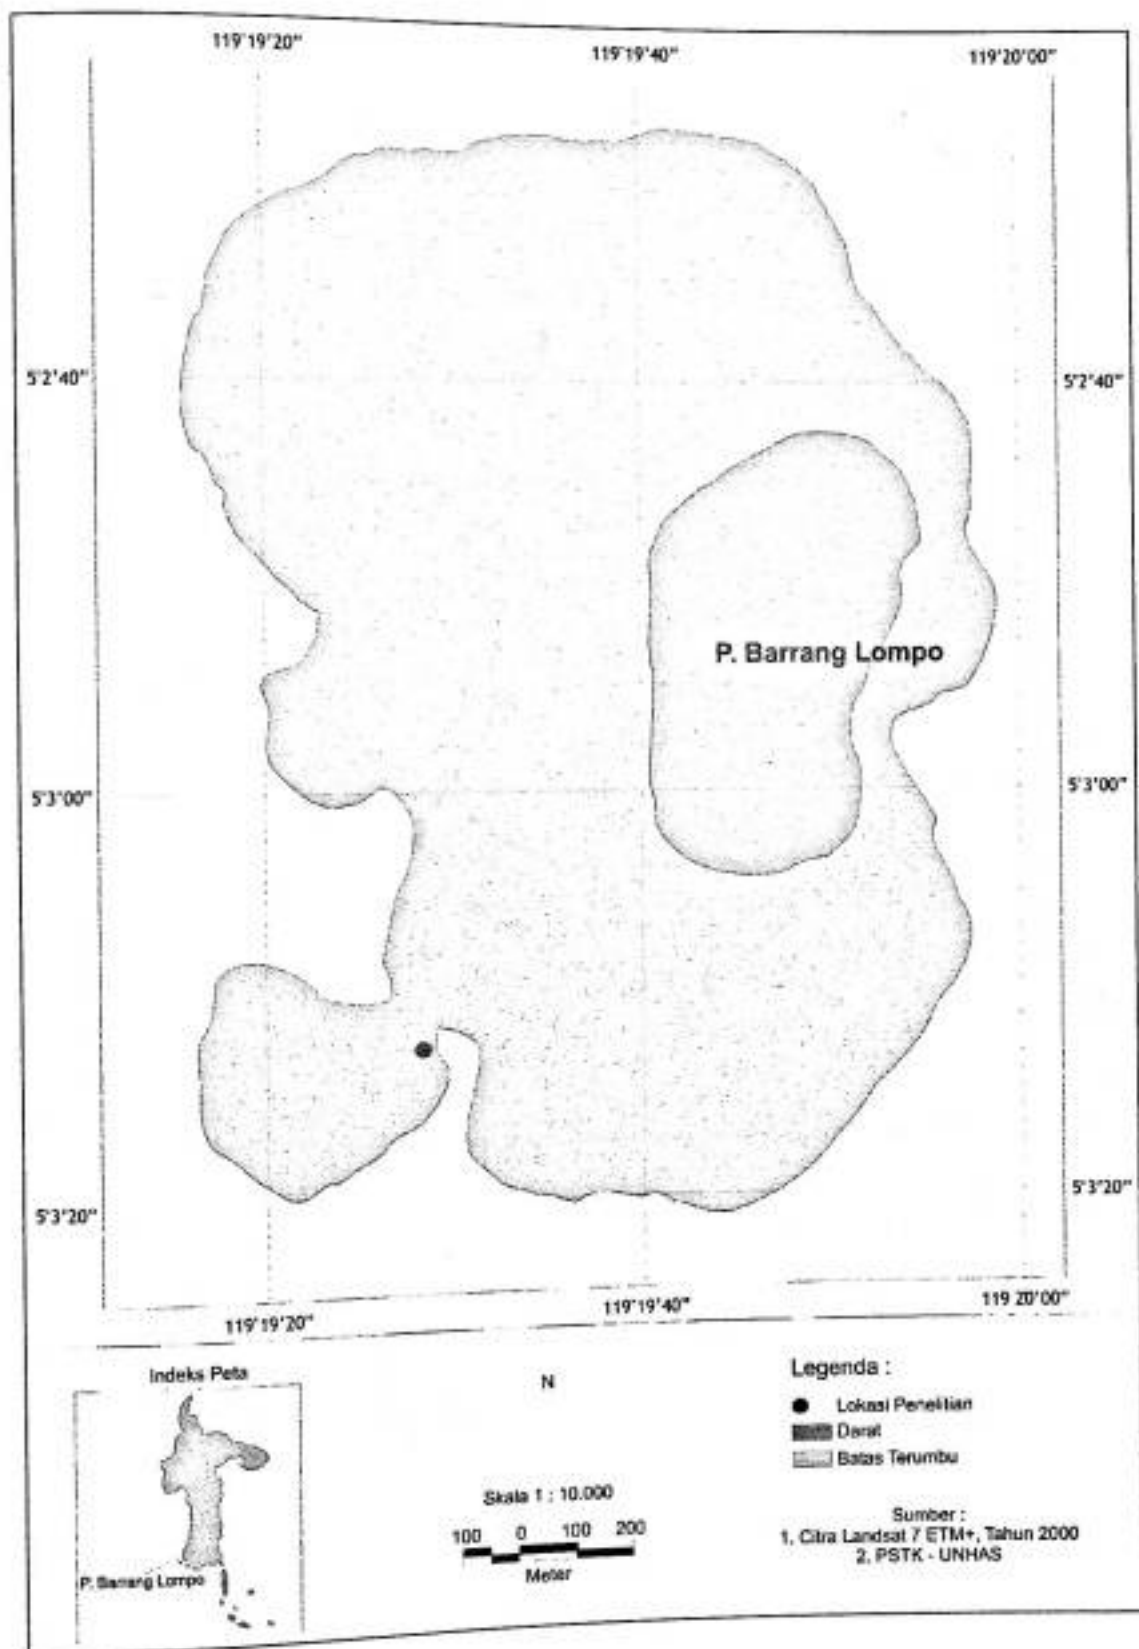 119°19'20"
119°19'40"
119°20'00"
5°2'40"
5°2'40"
P. Barrang Lompo
5°3'00"
5°3'00"
5°3'20"
5°3'20"
119°19'20"
119°19'40"
119 20'00"
Indeks Peta
P. Barrang Lompo
N
Skala 1 : 10.000
100 0 100 200
Meter
Legenda :
Lokasi Penelitian
Darat
Batas Terumbu
Sumber :
1. Citra Landsat 7 ETM+, Tahun 2000
2. PSTK - UNHAS